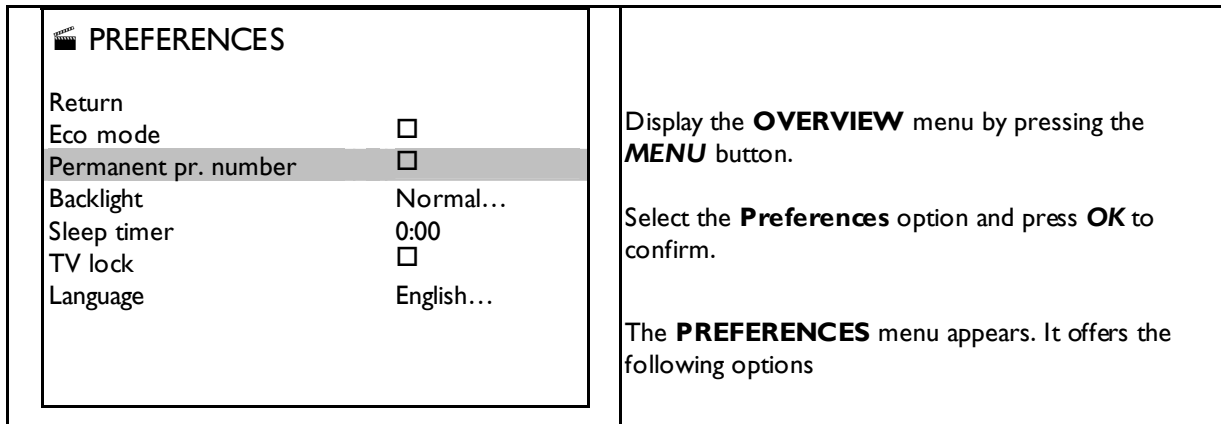 PREFERENCES
Return
Eco mode ☐
Permanent pr. number ☐
Backlight Normal…
Sleep timer 0:00
TV lock ☐
Language English…
Display the OVERVIEW menu by pressing the
MENU button.
Select the Preferences option and press OK to
confirm.
The PREFERENCES menu appears. It offers the
following options